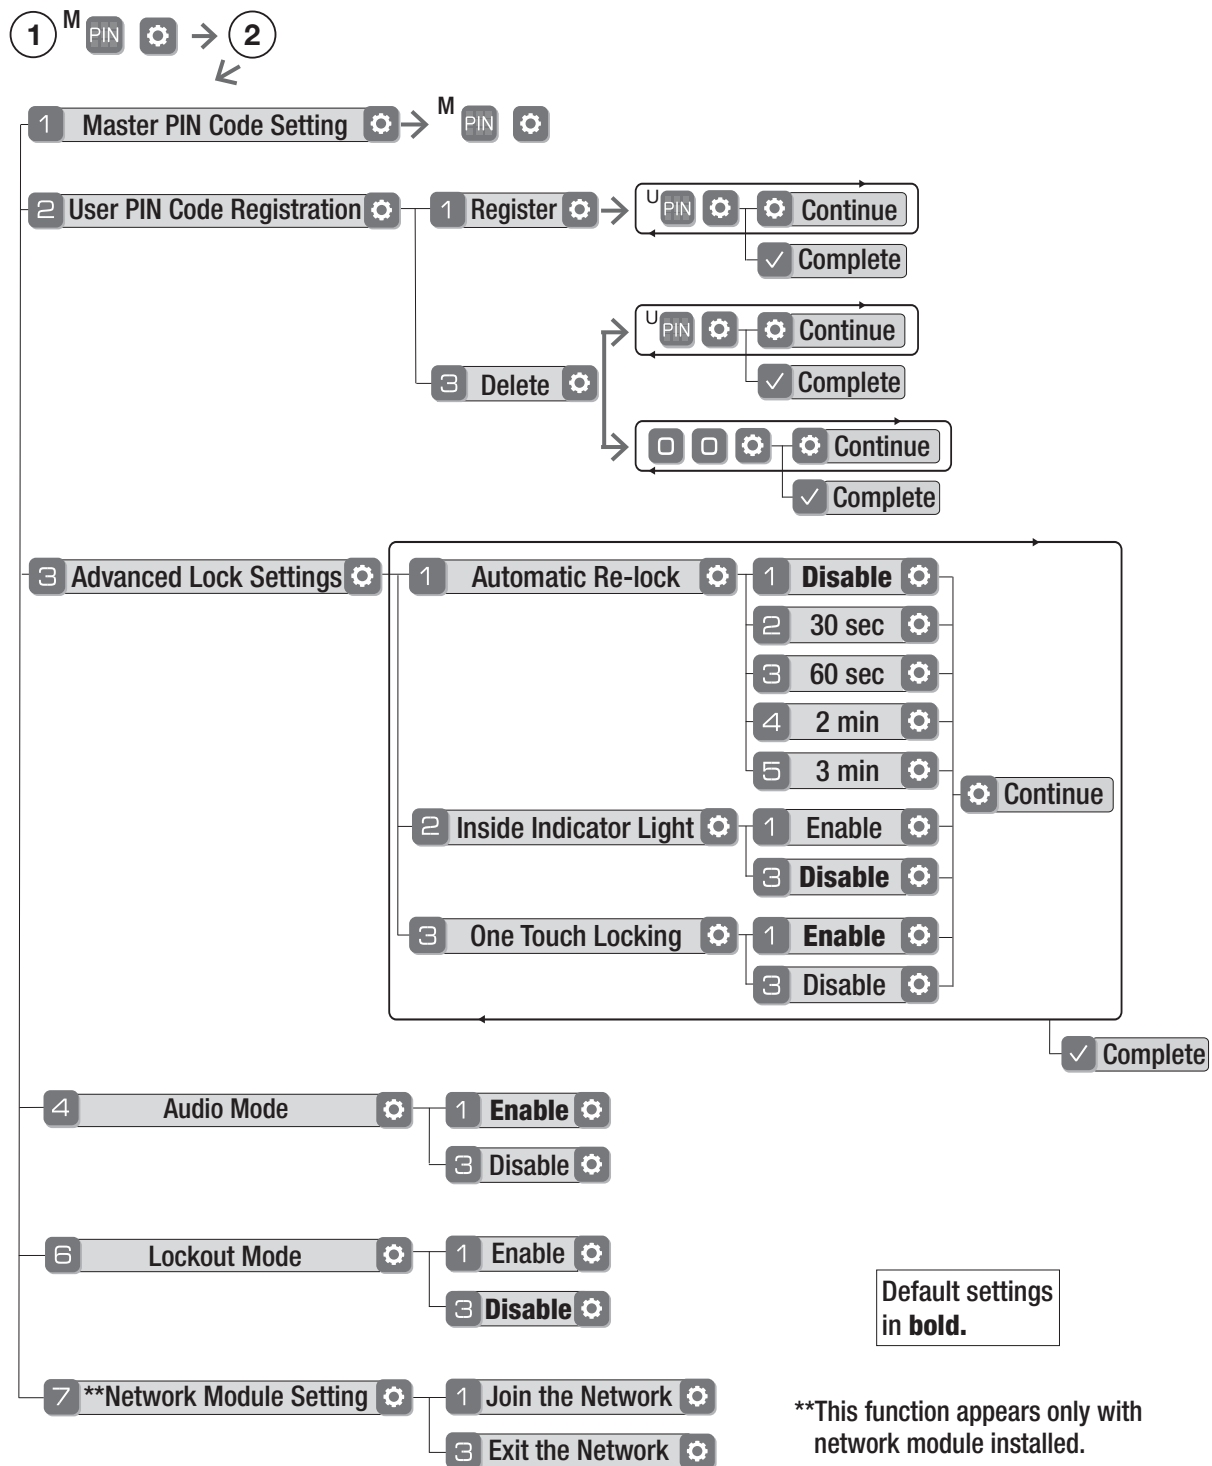 1 M PIN 2
1 Master PIN Code Setting M PIN
2 User PIN Code Registration 1 Register U PIN Continue
Complete
U PIN Continue
3 Delete Complete
0 0 Continue
Complete
3 Advanced Lock Settings 1 Automatic Re-lock 1 Disable
2 30 sec
3 60 sec
4 2 min
5 3 min
Continue
2 Inside Indicator Light 1 Enable
3 Disable
3 One Touch Locking 1 Enable
3 Disable
Complete
4 Audio Mode 1 Enable
3 Disable
6 Lockout Mode 1 Enable
3 Disable
Default settings
in bold.
7 **Network Module Setting 1 Join the Network
3 Exit the Network
**This function appears only with
network module installed.